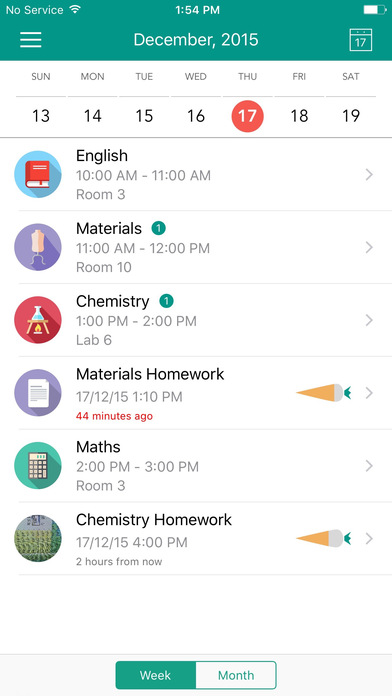 No Service 1:54 PM
December, 2015 17
SUN MON TUE WED THU FRI SAT
13 14 15 16 17 18 19
English
10:00 AM - 11:00 AM
Room 3
Materials 1
11:00 AM - 12:00 PM
Room 10
Chemistry 1
1:00 PM - 2:00 PM
Lab 6
Materials Homework
17/12/15 1:10 PM
44 minutes ago
Maths
2:00 PM - 3:00 PM
Room 3
Chemistry Homework
17/12/15 4:00 PM
2 hours from now
Week Month